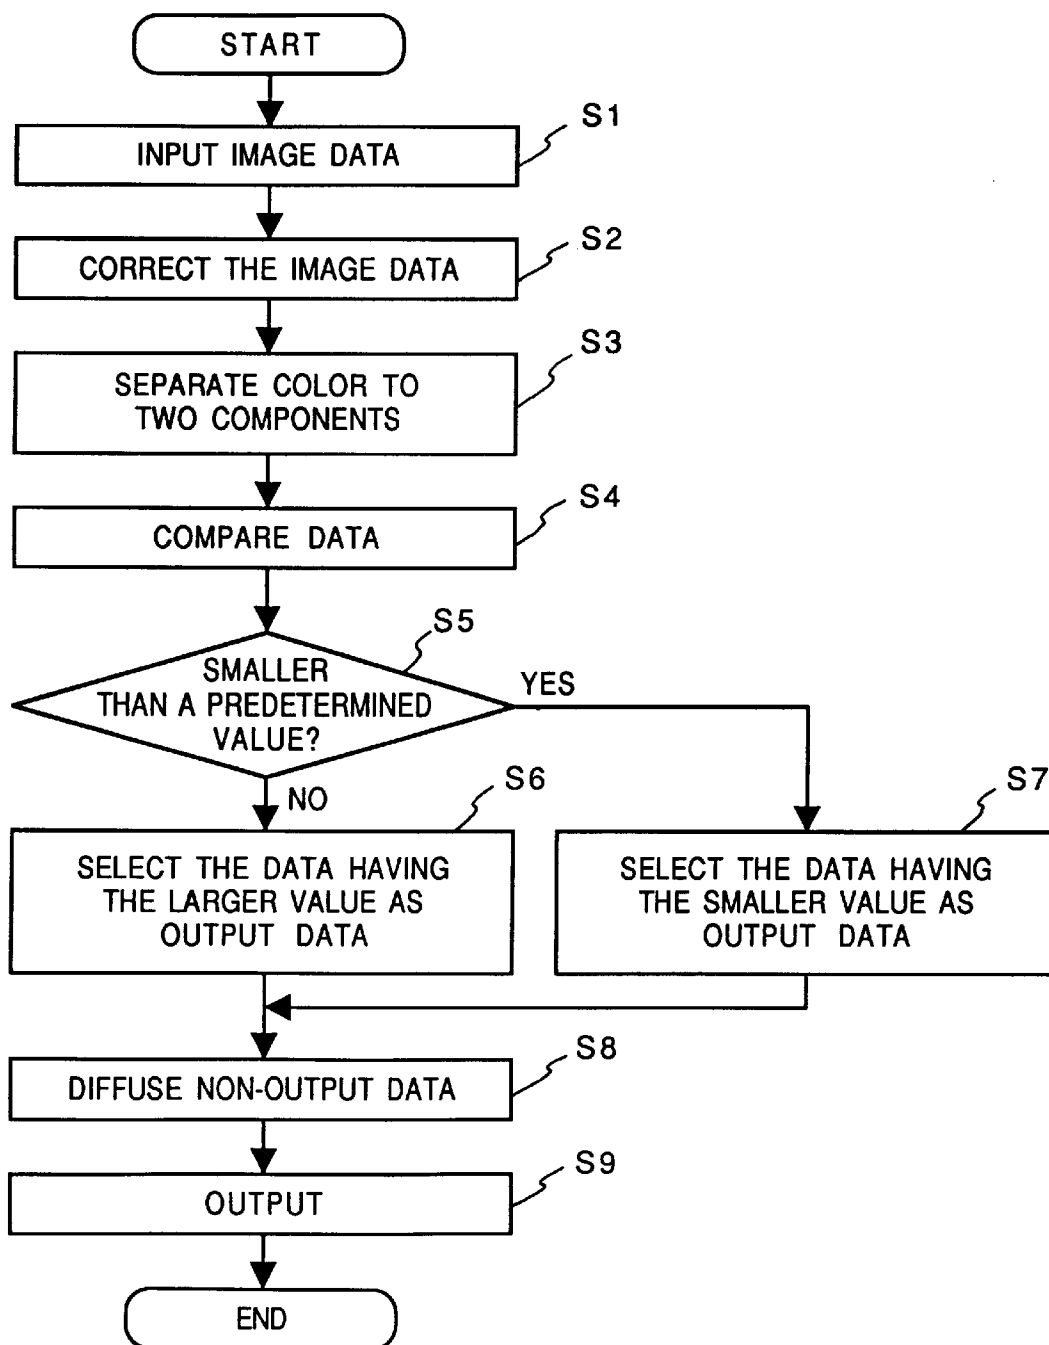 START
S1
INPUT IMAGE DATA
S2
CORRECT THE IMAGE DATA
S3
SEPARATE COLOR TO
TWO COMPONENTS
S4
COMPARE DATA
S5
SMALLER
THAN A PREDETERMINED
VALUE?
YES
NO
S6
SELECT THE DATA HAVING
THE LARGER VALUE AS
OUTPUT DATA
S7
SELECT THE DATA HAVING
THE SMALLER VALUE AS
OUTPUT DATA
S8
DIFFUSE NON-OUTPUT DATA
S9
OUTPUT
END